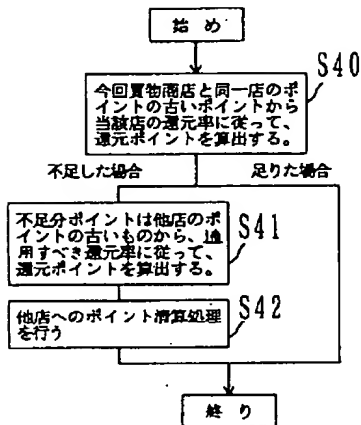 始め
S40
今回買物商店と同一店のポ
イントの古いポイントから
当該店の還元率に従って、
還元ポイントを算出する。
不足した場合
足りた場合
不足分ポイントは他店のポ
イントの古いものから、適
用すべき還元率に従って、
還元ポイントを算出する。
S41
S42
他店へのポイント清算処理
を行う
終り